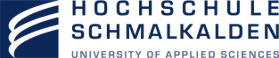 HOCHSCHULE
SCHMALKALDEN
UNIVERSITY OF APPLIED SCIENCES